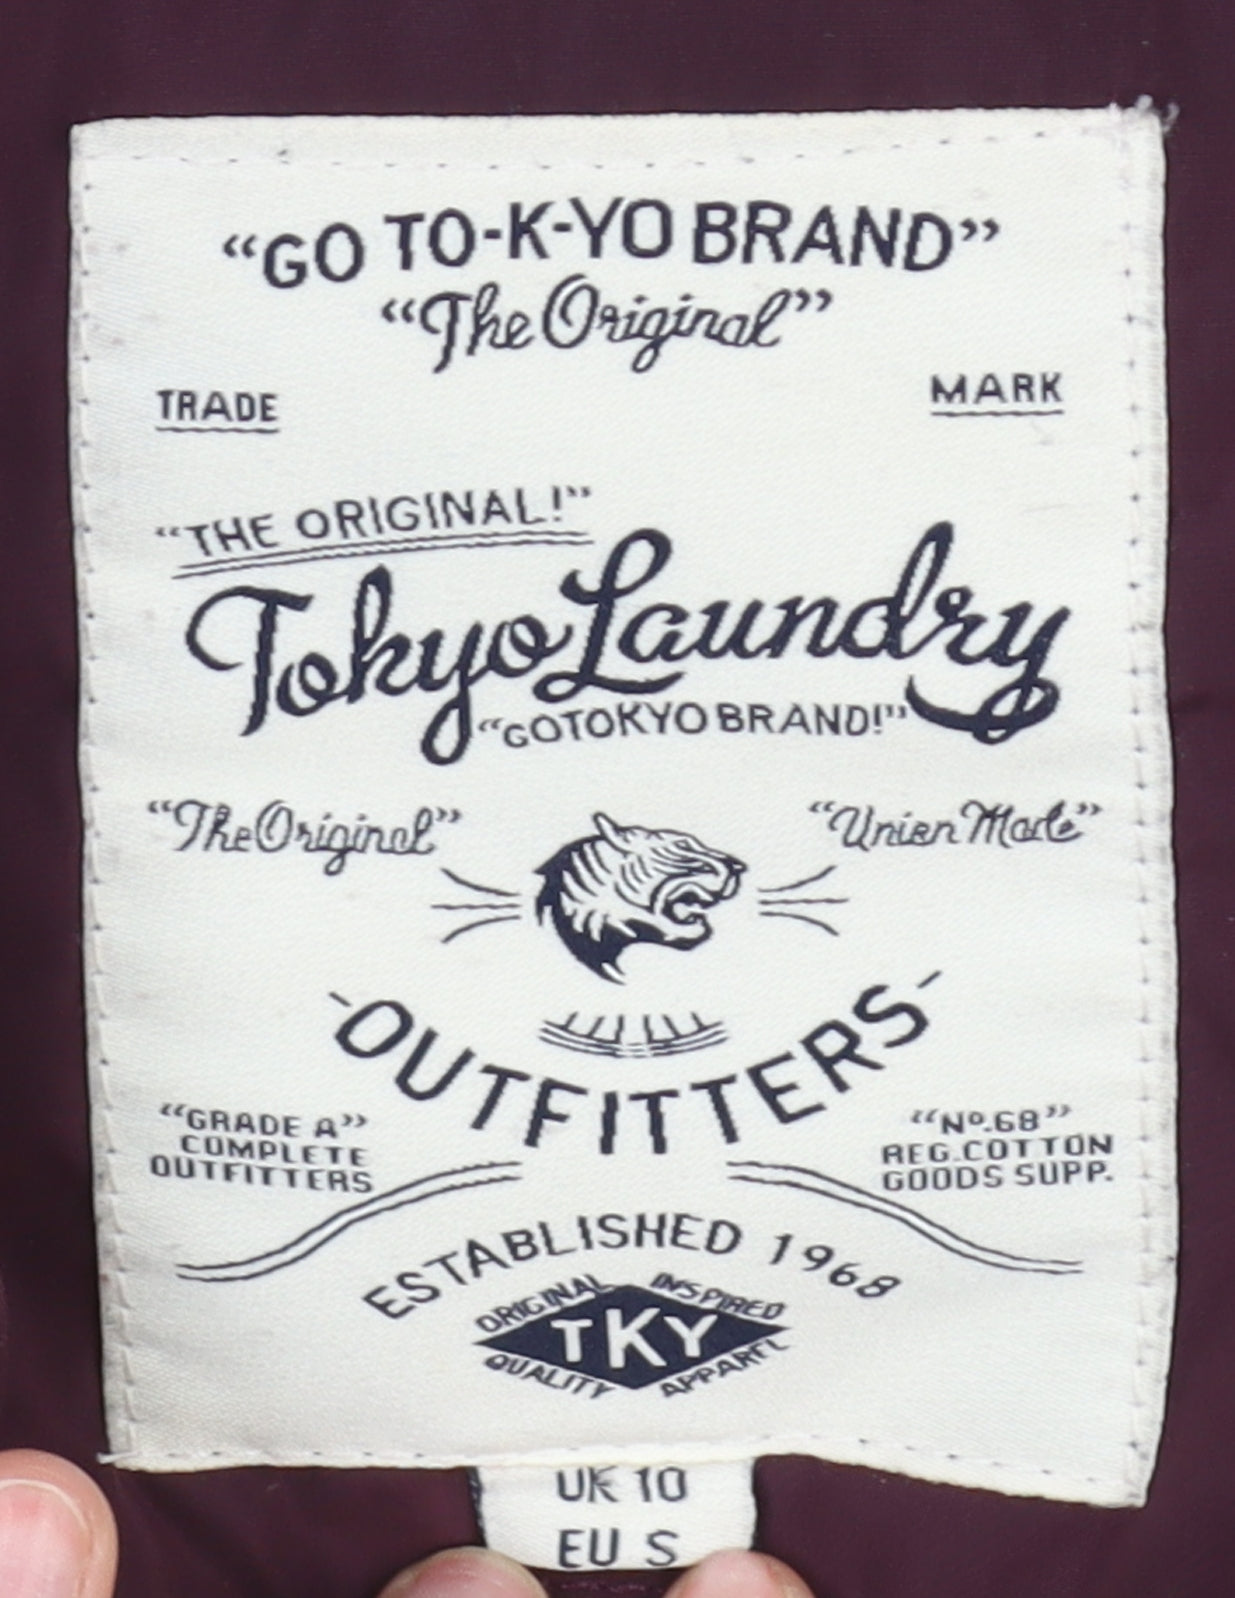 “GO TO-K-YO BRAND”
“The Original”
TRADE MARK
“THE ORIGINAL!”
Tokyo Laundry
“GOTOKYO BRAND!”
“The Original” “Union Made”
-OUTFITTERS-
“GRADE A”
COMPLETE
OUTFITTERS
“Nº.68”
REG.COTTON
GOODS SUPP.
ESTABLISHED 1968
ORIGINAL INSPIRED
TKY
QUALITY APPAREL
UK 10
EU S